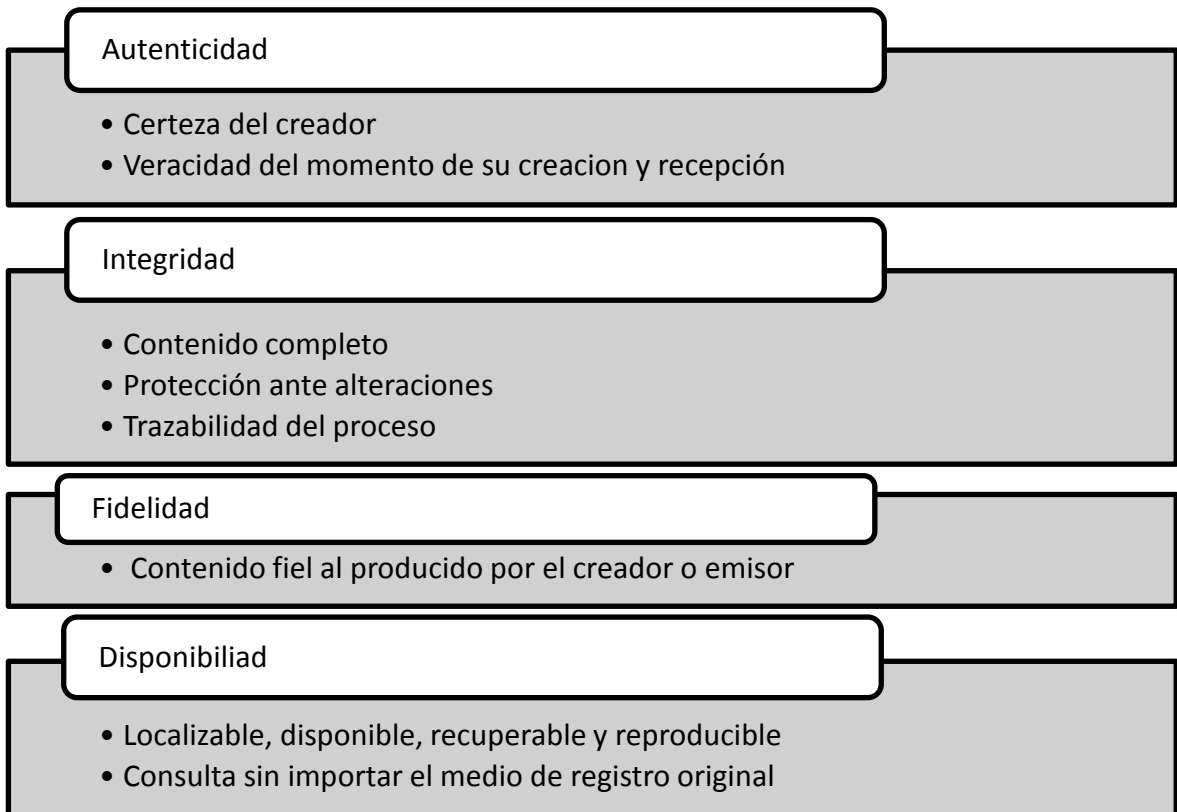 Autenticidad
• Certeza del creador
• Veracidad del momento de su creacion y recepción
Integridad
• Contenido completo
• Protección ante alteraciones
• Trazabilidad del proceso
Fidelidad
• Contenido fiel al producido por el creador o emisor
Disponibiliad
• Localizable, disponible, recuperable y reproducible
• Consulta sin importar el medio de registro original